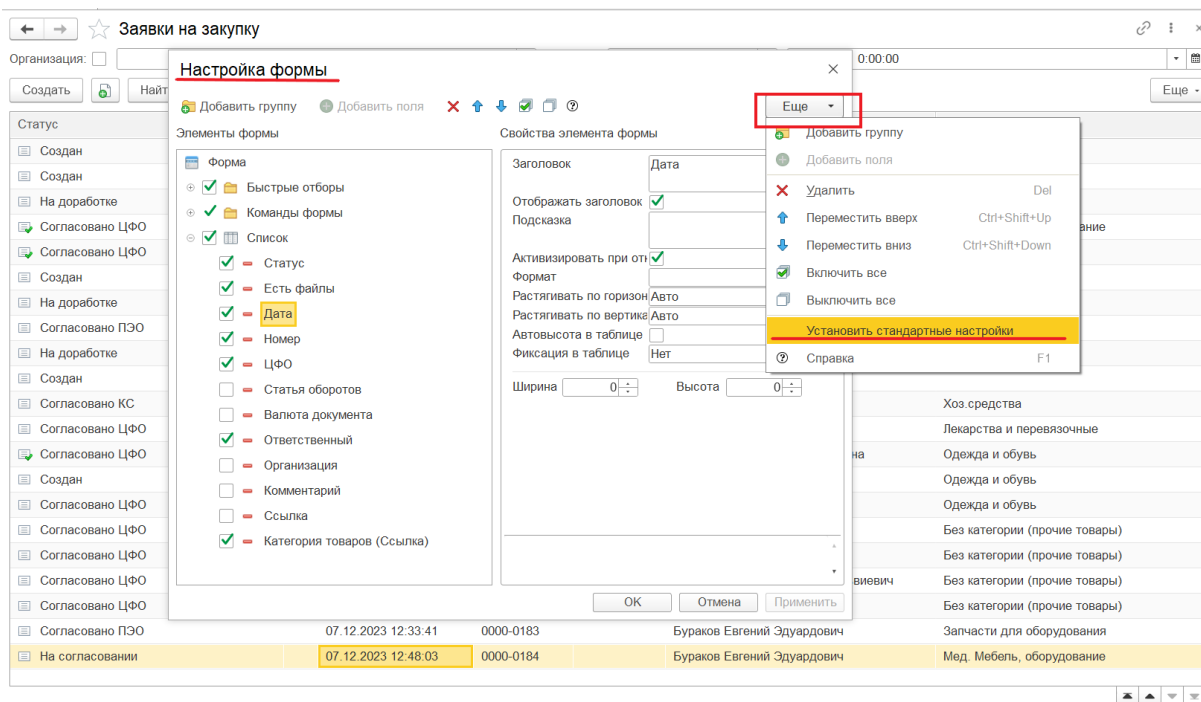 Заявки на закупку
Организация:
0:00:00
Создать
Найт
Еще
Статус
Создан
Создан
На доработке
Согласовано ЦФО
ание
Согласовано ЦФО
Создан
На доработке
Согласовано ПЭО
На доработке
Создан
Согласовано КС
Хоз.средства
Согласовано ЦФО
Лекарства и перевязочные
Согласовано ЦФО
на
Одежда и обувь
Создан
Одежда и обувь
Согласовано ЦФО
Одежда и обувь
Согласовано ЦФО
Без категории (прочие товары)
Согласовано ЦФО
Без категории (прочие товары)
Согласовано ЦФО
виевич
Без категории (прочие товары)
Согласовано ЦФО
Без категории (прочие товары)
Согласовано ПЭО
07.12.2023 12:33:41
0000-0183
Бураков Евгений Эдуардович
Запчасти для оборудования
На согласовании
07.12.2023 12:48:03
0000-0184
Бураков Евгений Эдуардович
Мед. Мебель, оборудование
Настройка формы
Добавить группу
Добавить поля
Еще
Элементы формы
Форма
Быстрые отборы
Команды формы
Список
Статус
Есть файлы
Дата
Номер
ЦФО
Статья оборотов
Валюта документа
Ответственный
Организация
Комментарий
Ссылка
Категория товаров (Ссылка)
Свойства элемента формы
Заголовок
Дата
Отображать заголовок
Подсказка
Активизировать при отк
Формат
Растягивать по горизон
Авто
Растягивать по вертика
Авто
Автовысота в таблице
Фиксация в таблице
Нет
Ширина
0
Высота
0
OK
Отмена
Применить
Добавить группу
Добавить поля
Удалить
Del
Переместить вверх
Ctrl+Shift+Up
Переместить вниз
Ctrl+Shift+Down
Включить все
Выключить все
Установить стандартные настройки
Справка
F1